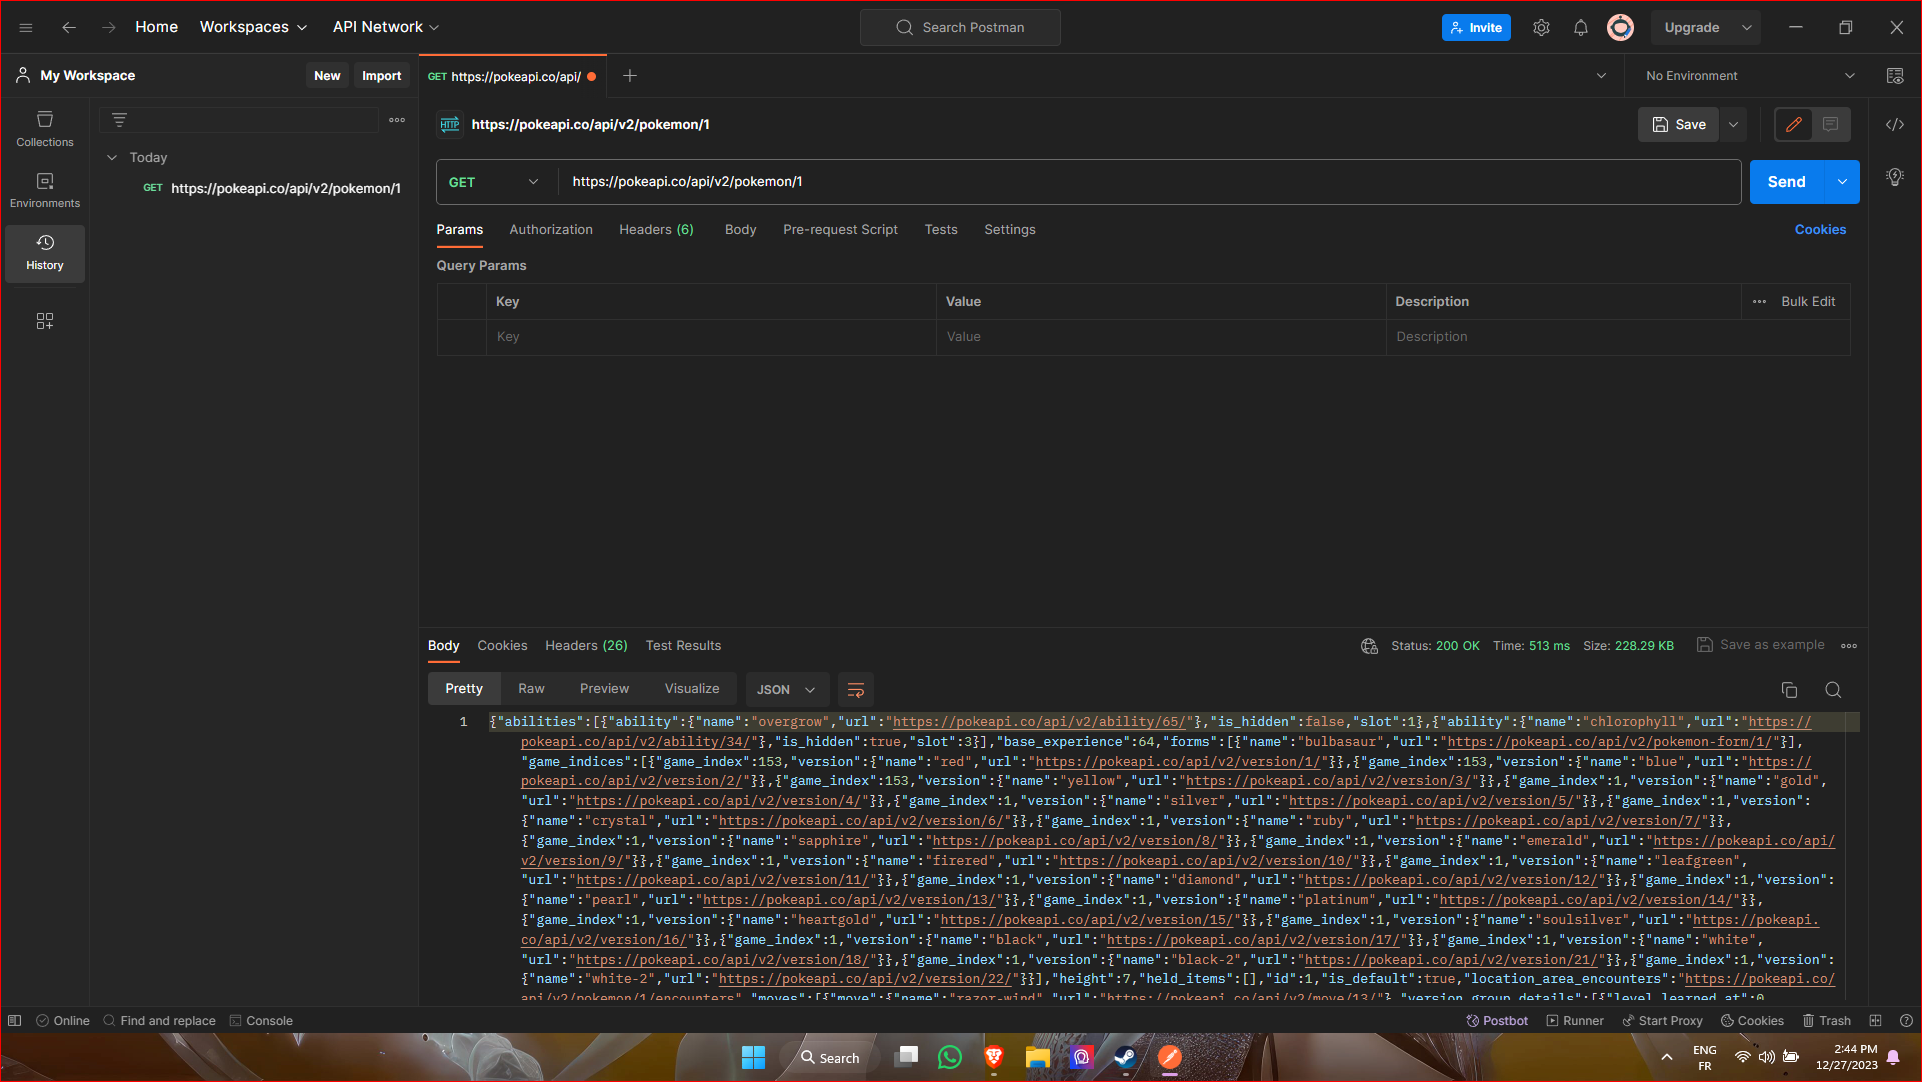 Home
Workspaces
API Network
Search Postman
Invite
Upgrade
My Workspace
New
Import
GET https://pokeapi.co/api/
No Environment
Collections
Environments
History
Today
GET https://pokeapi.co/api/v2/pokemon/1
HTTP https://pokeapi.co/api/v2/pokemon/1
Save
GET
https://pokeapi.co/api/v2/pokemon/1
Send
Params
Authorization
Headers (6)
Body
Pre-request Script
Tests
Settings
Cookies
Query Params
Key
Value
Description
Bulk Edit
Key
Value
Description
Body
Cookies
Headers (26)
Test Results
Status: 200 OK
Time: 513 ms
Size: 228.29 KB
Save as example
Pretty
Raw
Preview
Visualize
JSON
1
{"abilities":[{"ability":{"name":"overgrow","url":"https://pokeapi.co/api/v2/ability/65/"},"is_hidden":false,"slot":1},{"ability":{"name":"chlorophyll","url":"https://
pokeapi.co/api/v2/ability/34/"},"is_hidden":true,"slot":3}],"base_experience":64,"forms":[{"name":"bulbasaur","url":"https://pokeapi.co/api/v2/pokemon-form/1/"}],
"game_indices":[{"game_index":153,"version":{"name":"red","url":"https://pokeapi.co/api/v2/version/1/"}},{"game_index":153,"version":{"name":"blue","url":"https://
pokeapi.co/api/v2/version/2/"}},{"game_index":153,"version":{"name":"yellow","url":"https://pokeapi.co/api/v2/version/3/"}},{"game_index":1,"version":{"name":"gold",
"url":"https://pokeapi.co/api/v2/version/4/"}},{"game_index":1,"version":{"name":"silver","url":"https://pokeapi.co/api/v2/version/5/"}},{"game_index":1,"version":
{"name":"crystal","url":"https://pokeapi.co/api/v2/version/6/"}},{"game_index":1,"version":{"name":"ruby","url":"https://pokeapi.co/api/v2/version/7/"}},
{"game_index":1,"version":{"name":"sapphire","url":"https://pokeapi.co/api/v2/version/8/"}},{"game_index":1,"version":{"name":"emerald","url":"https://pokeapi.co/api/
v2/version/9/"}},{"game_index":1,"version":{"name":"firered","url":"https://pokeapi.co/api/v2/version/10/"}},{"game_index":1,"version":{"name":"leafgreen",
"url":"https://pokeapi.co/api/v2/version/11/"}},{"game_index":1,"version":{"name":"diamond","url":"https://pokeapi.co/api/v2/version/12/"}},{"game_index":1,"version":
{"name":"pearl","url":"https://pokeapi.co/api/v2/version/13/"}},{"game_index":1,"version":{"name":"platinum","url":"https://pokeapi.co/api/v2/version/14/"}},
{"game_index":1,"version":{"name":"heartgold","url":"https://pokeapi.co/api/v2/version/15/"}},{"game_index":1,"version":{"name":"soulsilver","url":"https://pokeapi.
co/api/v2/version/16/"}},{"game_index":1,"version":{"name":"black","url":"https://pokeapi.co/api/v2/version/17/"}},{"game_index":1,"version":{"name":"white",
"url":"https://pokeapi.co/api/v2/version/18/"}},{"game_index":1,"version":{"name":"black-2","url":"https://pokeapi.co/api/v2/version/21/"}},{"game_index":1,"version":
{"name":"white-2","url":"https://pokeapi.co/api/v2/version/22/"}}],"height":7,"held_items":[],"id":1,"is_default":true,"location_area_encounters":"https://pokeapi.co/
api/v2/pokemon/1/encounters","moves":[{"move":{"name":"razor-wind","url":"https://pokeapi.co/api/v2/move/13/"},"version_group_details":[{"level_learned_at":0,
Online
Find and replace
Console
Postbot
Runner
Start Proxy
Cookies
Trash
Search
ENG
FR
2:44 PM
12/27/2023